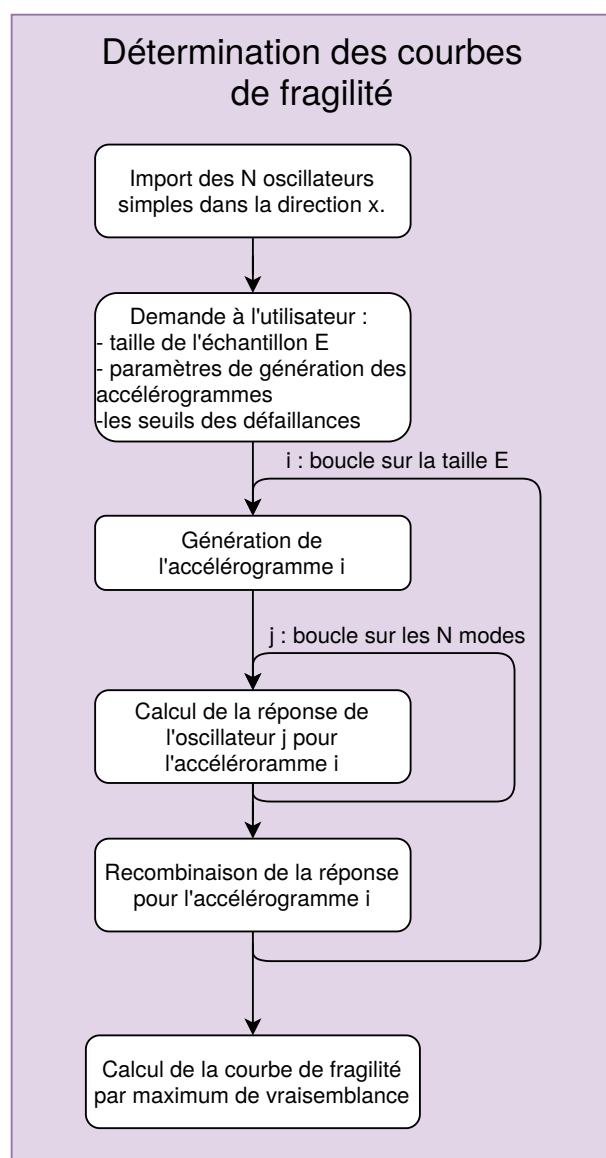 Détermination des courbes
de fragilité
Import des N oscillateurs
simples dans la direction x.
Demande à l'utilisateur :
- taille de l'échantillon E
- paramètres de génération des
accélérogrammes
-les seuils des défaillances
i : boucle sur la taille E
Génération de
l'accélérogramme i
j : boucle sur les N modes
Calcul de la réponse de
l'oscillateur j pour
l'accéléroramme i
Recombinaison de la réponse
pour l'accélérogramme i
Calcul de la courbe de fragilité
par maximum de vraisemblance